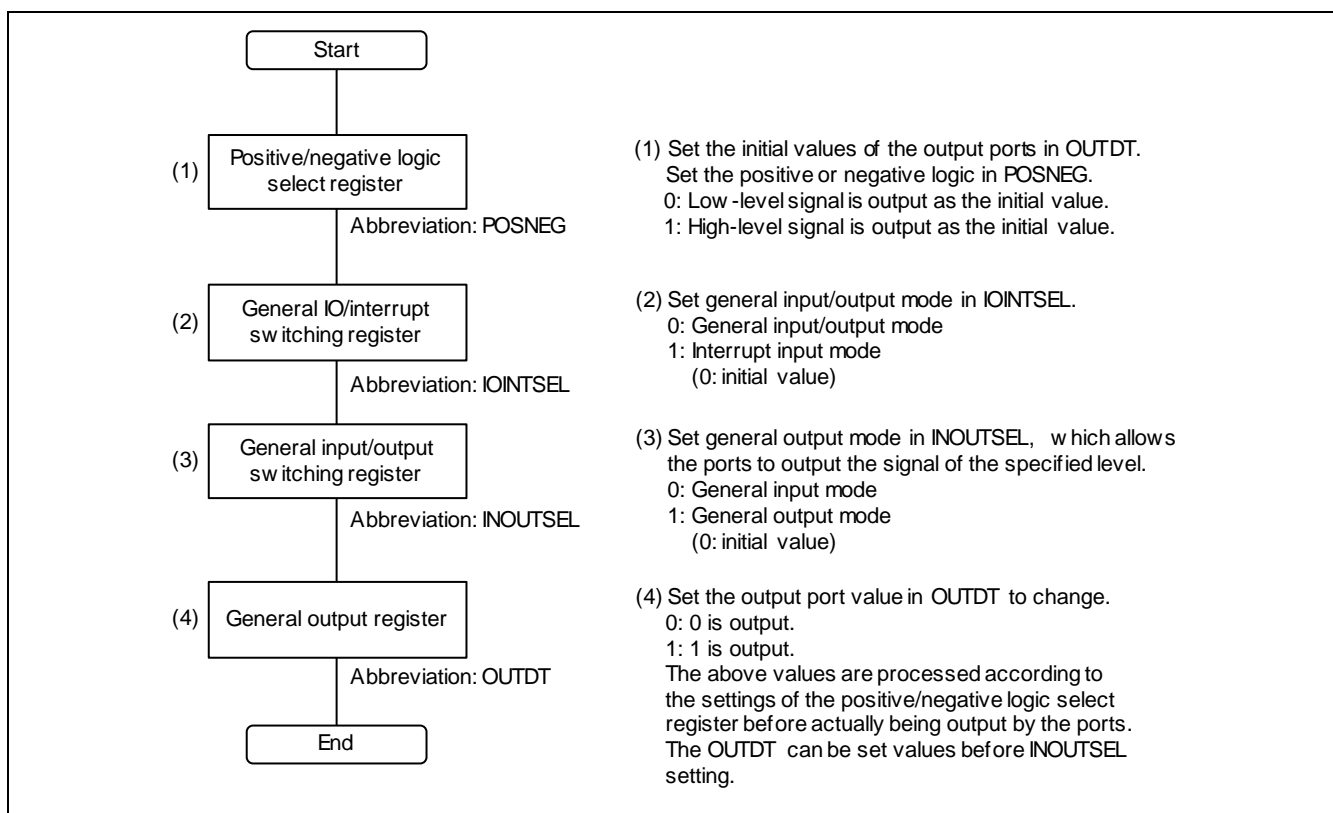 Start
(1)
Positive/negative logic
select register
Abbreviation: POSNEG
(1) Set the initial values of the output ports in OUTDT.
Set the positive or negative logic in POSNEG.
0: Low-level signal is output as the initial value.
1: High-level signal is output as the initial value.
(2)
General IO/interrupt
switching register
Abbreviation: IOINTSEL
(2) Set general input/output mode in IOINTSEL.
0: General input/output mode
1: Interrupt input mode
(0: initial value)
(3)
General input/output
switching register
Abbreviation: INOUTSEL
(3) Set general output mode in INOUTSEL, which allows
the ports to output the signal of the specified level.
0: General input mode
1: General output mode
(0: initial value)
(4)
General output register
Abbreviation: OUTDT
(4) Set the output port value in OUTDT to change.
0: 0 is output.
1: 1 is output.
The above values are processed according to
the settings of the positive/negative logic select
register before actually being output by the ports.
The OUTDT can be set values before INOUTSEL
setting.
End